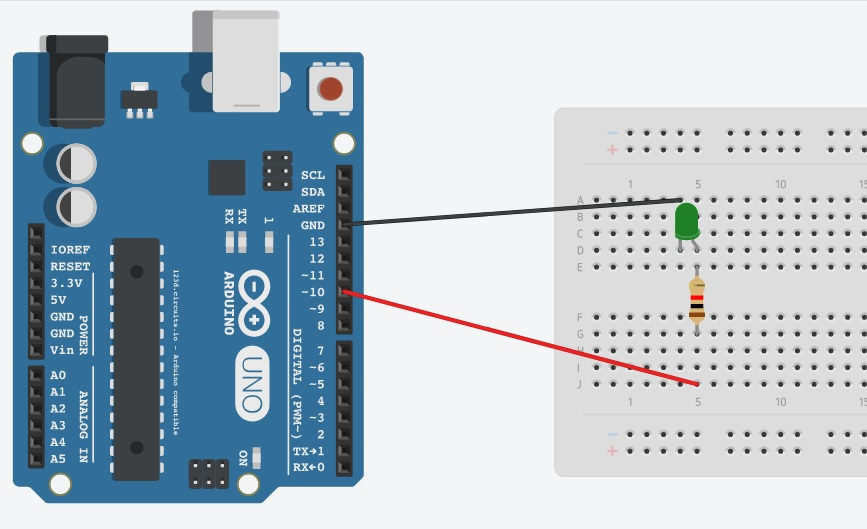 SCL
SDA
AREF
GND
13
12
~11
~10
~9
8
7
~6
~5
4
~3
2
TX→1
RX←0
DIGITAL (PWM~)
IOREF
RESET
3.3V
5V
GND
GND
Vin
POWER
A0
A1
A2
A3
A4
A5
ANALOG IN
RX
TX
1
ARDUINO
- +
UNO
ON
123d.circuits.io - Arduino compatible
−
+
1 5 10 15
A
B
C
D
E
F
G
H
I
J
1 5 10 15
−
+